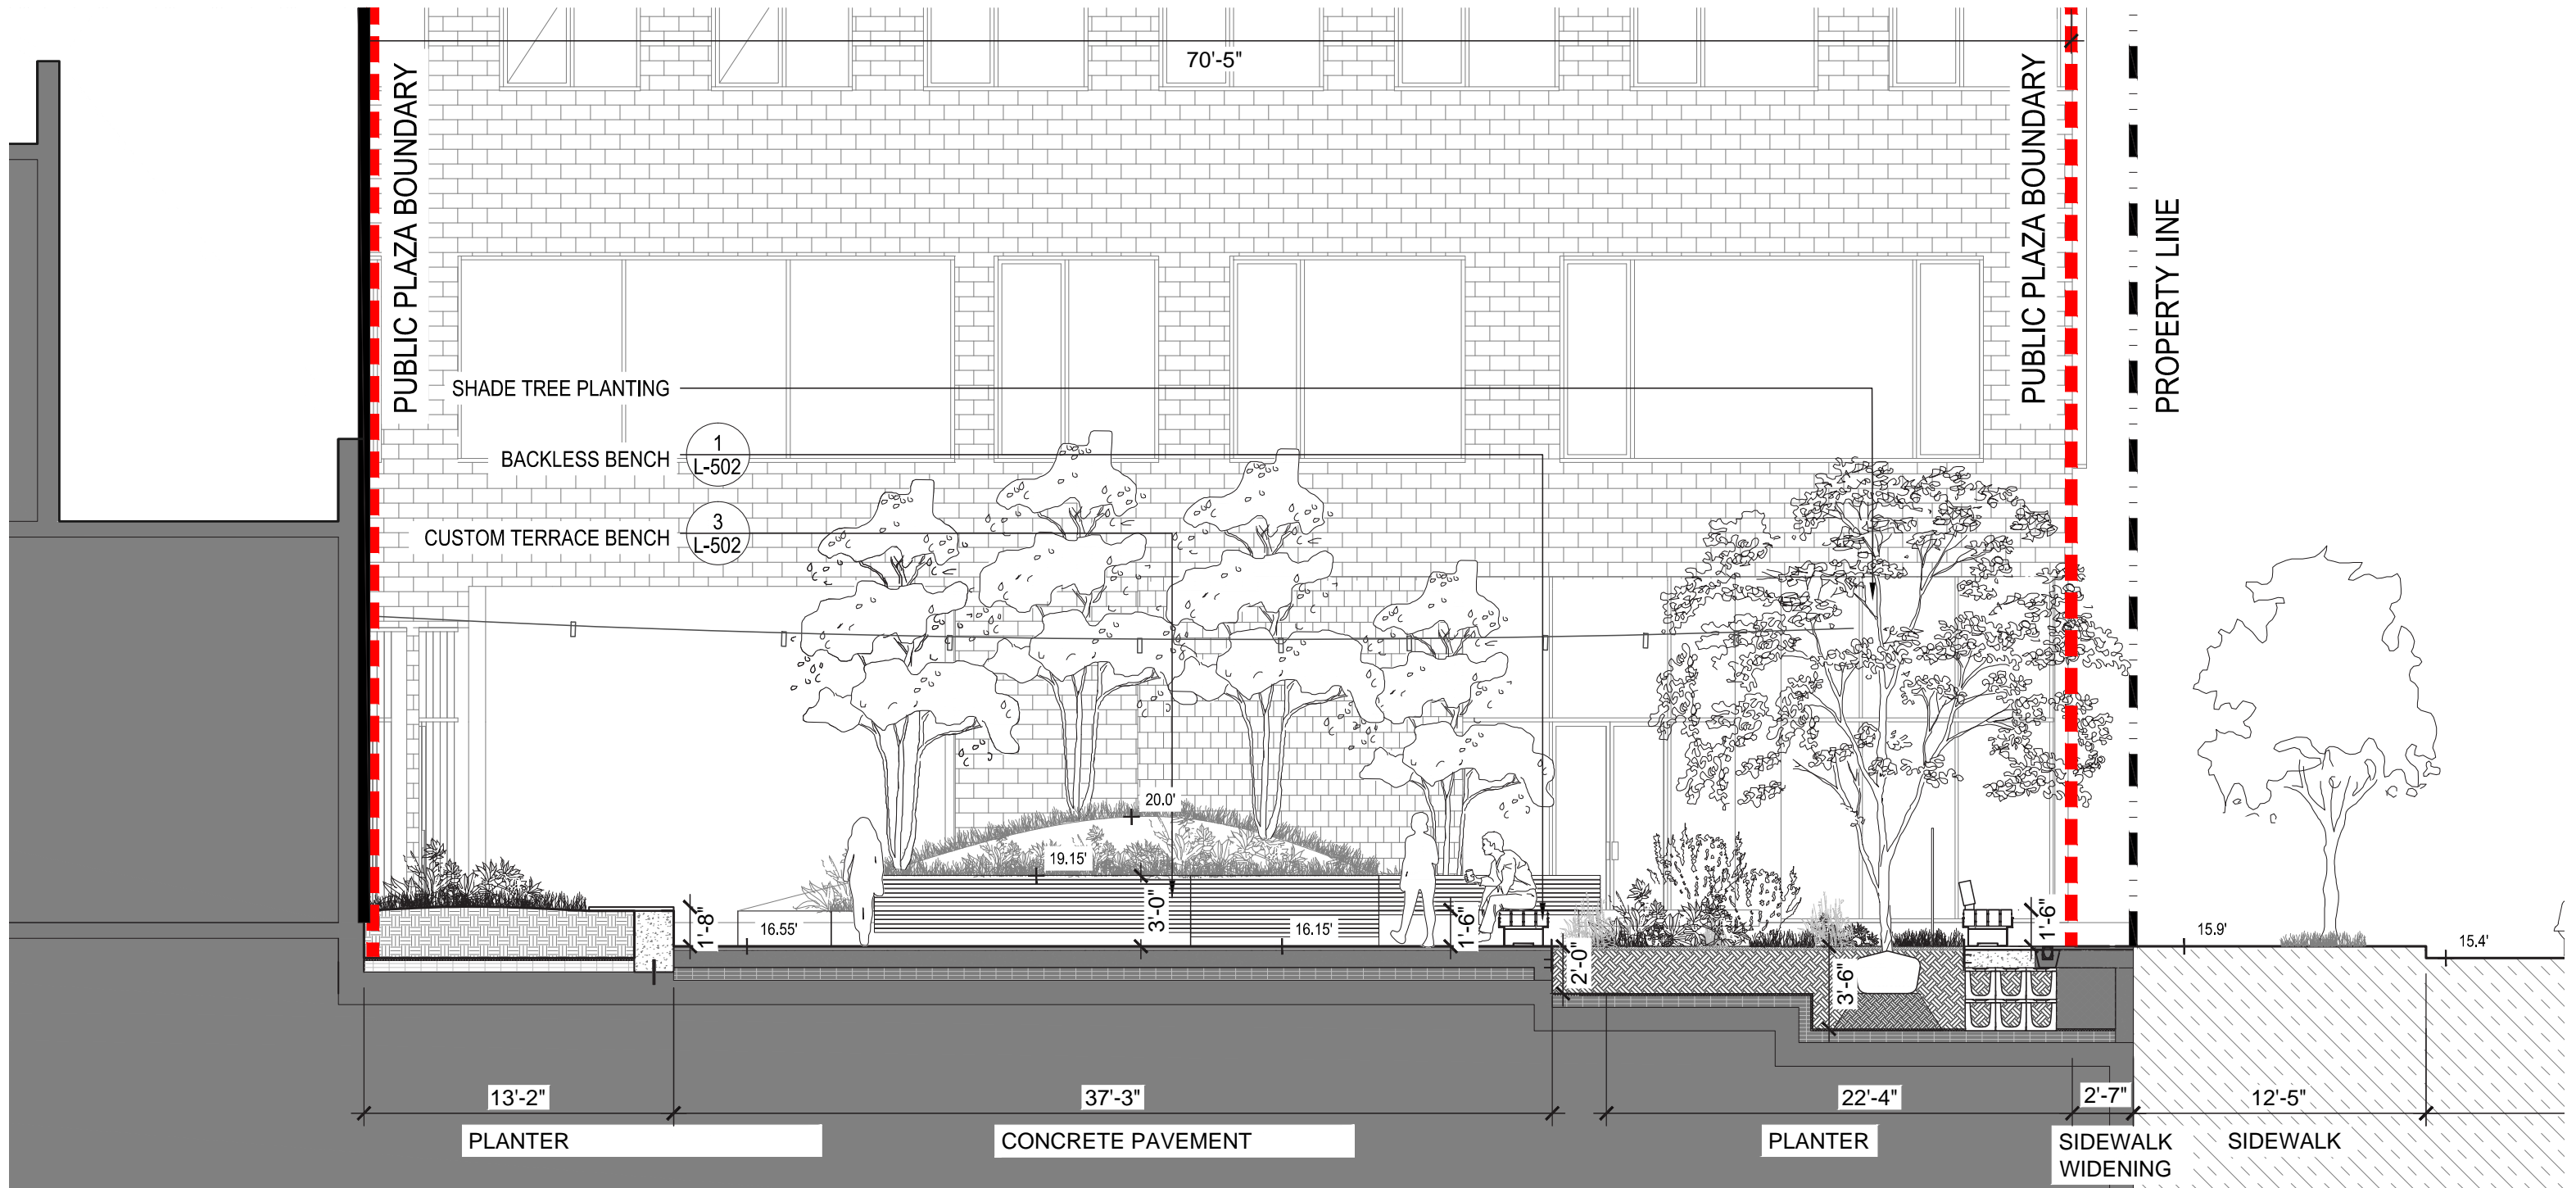 70'-5"
PUBLIC PLAZA BOUNDARY
PUBLIC PLAZA BOUNDARY
PROPERTY LINE
SHADE TREE PLANTING
BACKLESS BENCH
1
L-502
CUSTOM TERRACE BENCH
3
L-502
20.0'
19.15'
1'-8"
16.55'
3'-0"
16.15'
1'-6"
2'-0"
3'-6"
1'-6"
15.9'
15.4'
13'-2"
37'-3"
22'-4"
2'-7"
12'-5"
PLANTER
CONCRETE PAVEMENT
PLANTER
SIDEWALK
WIDENING
SIDEWALK